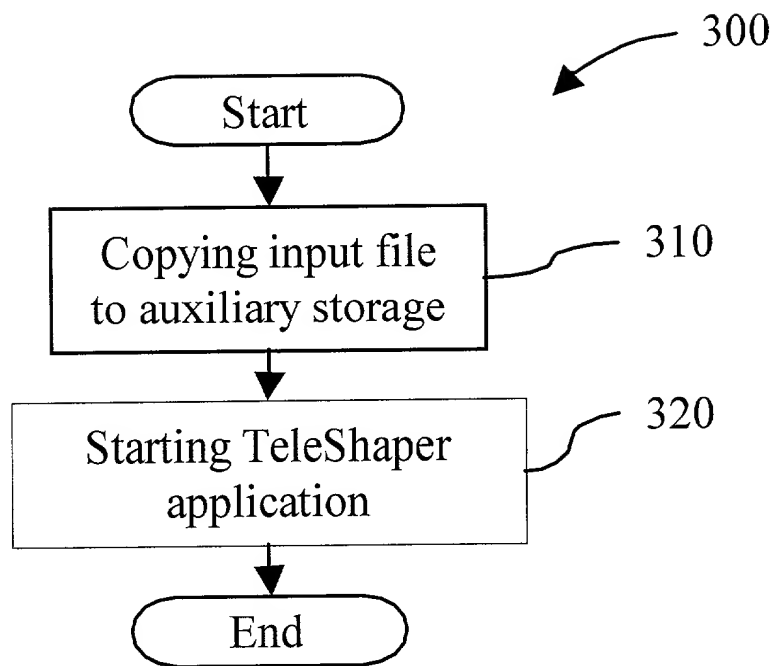 300
Start
Copying input file
to auxiliary storage
310
Starting TeleShaper
application
320
End